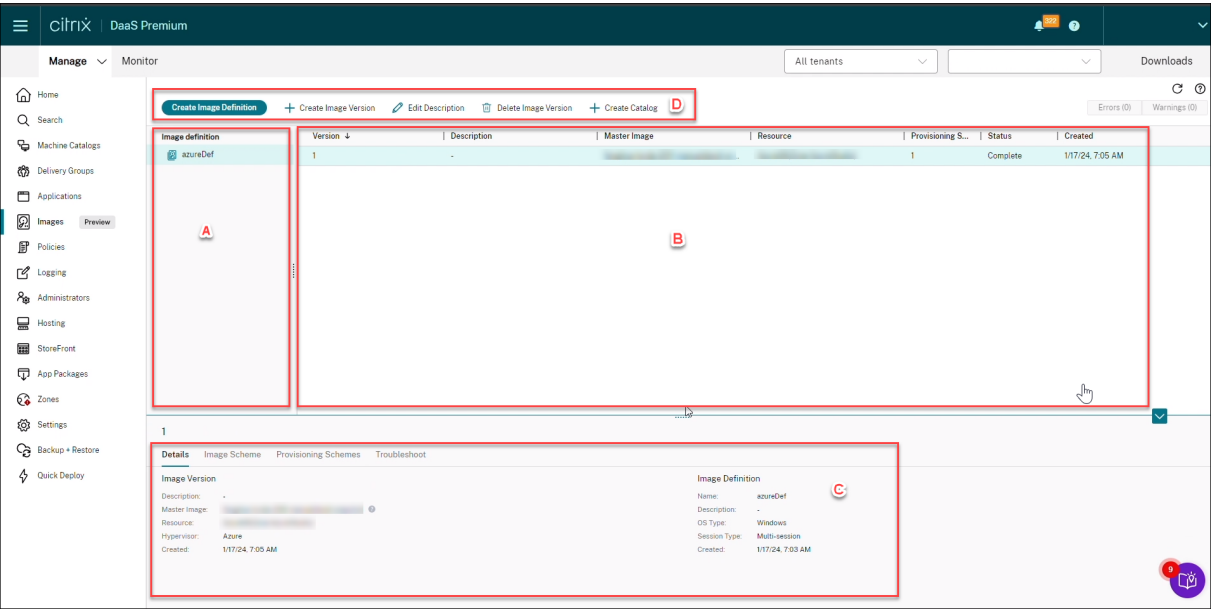 citrix | DaaS Premium
322
Manage
Monitor
All tenants
Downloads
Home
Search
Machine Catalogs
Delivery Groups
Applications
Images Preview
Policies
Logging
Administrators
Hosting
StoreFront
App Packages
Zones
Settings
Backup + Restore
Quick Deploy
Create Image Definition + Create Image Version Edit Description Delete Image Version + Create Catalog D
Errors (0) Warnings (0)
Image definition
azureDef
A
Version ↓ Description Master Image Resource Provisioning S... Status Created
1 - 1 Complete 1/17/24, 7:05 AM
B
1
Details Image Scheme Provisioning Schemes Troubleshoot
Image Version
Description: -
Master Image:
Resource:
Hypervisor: Azure
Created: 1/17/24, 7:05 AM
Image Definition
Name: azureDef
Description: -
OS Type: Windows
Session Type: Multi-session
Created: 1/17/24, 7:03 AM
C
9